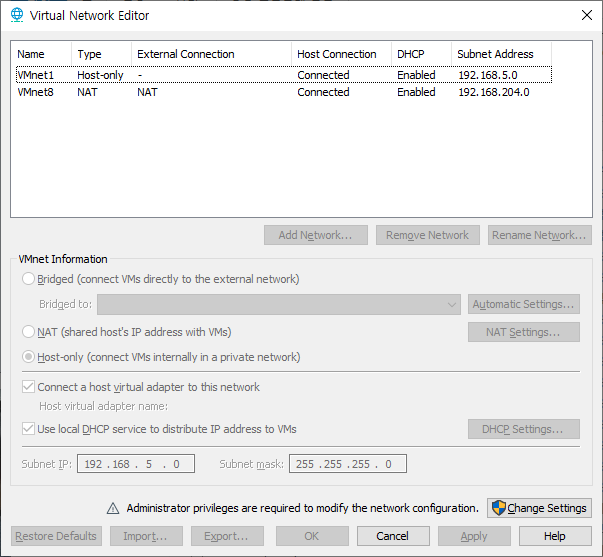 Virtual Network Editor
Name Type External Connection Host Connection DHCP Subnet Address
VMnet1 Host-only - Connected Enabled 192.168.5.0
VMnet8 NAT NAT Connected Enabled 192.168.204.0
Add Network... Remove Network Rename Network...
VMnet Information
Bridged (connect VMs directly to the external network)
Bridged to: Automatic Settings...
NAT (shared host's IP address with VMs) NAT Settings...
Host-only (connect VMs internally in a private network)
Connect a host virtual adapter to this network
Host virtual adapter name:
Use local DHCP service to distribute IP address to VMs DHCP Settings...
Subnet IP: 192 . 168 . 5 . 0 Subnet mask: 255 . 255 . 255 . 0
Administrator privileges are required to modify the network configuration. Change Settings
Restore Defaults Import... Export... OK Cancel Apply Help